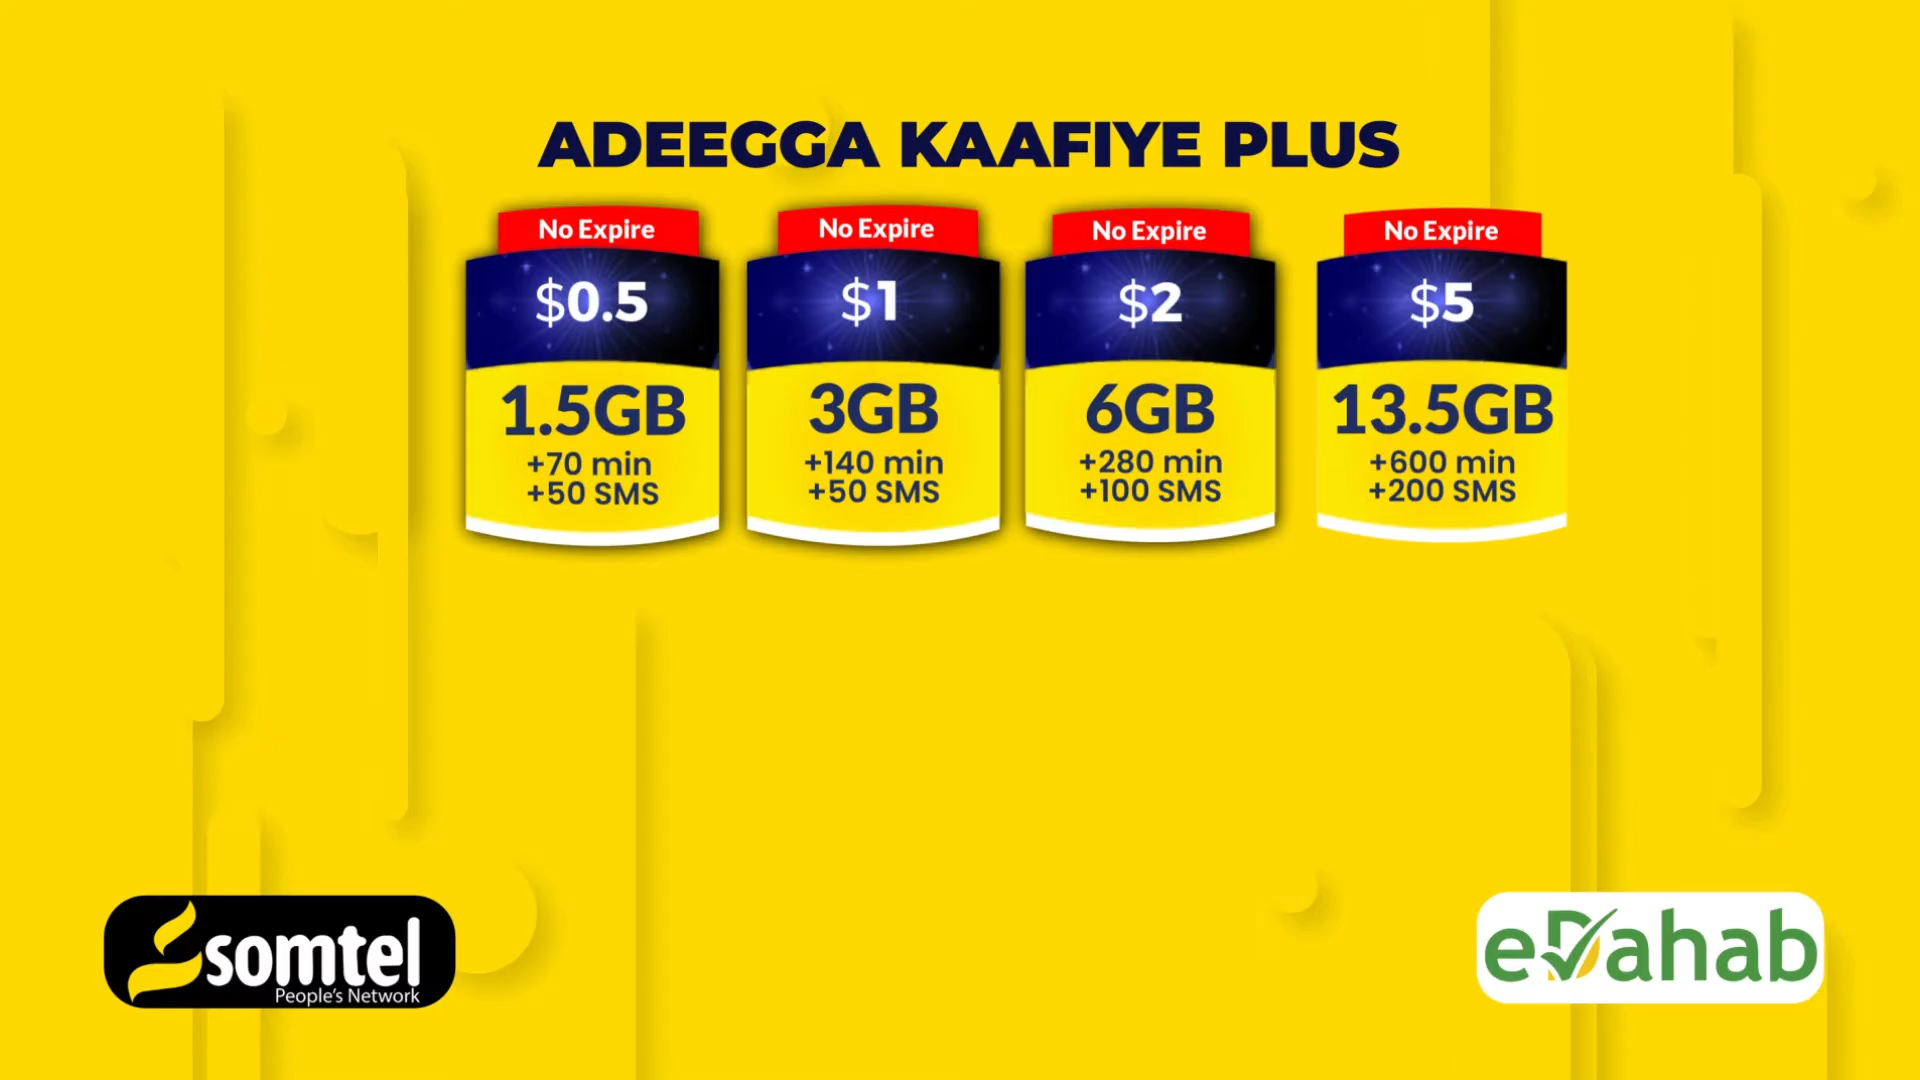 ADEEGGA KAAFIYE PLUS
No Expire
$0.5
1.5GB
+70 min
+50 SMS
No Expire
$1
3GB
+140 min
+50 SMS
No Expire
$2
6GB
+280 min
+100 SMS
No Expire
$5
13.5GB
+600 min
+200 SMS
somtel
People's Network
eDahab